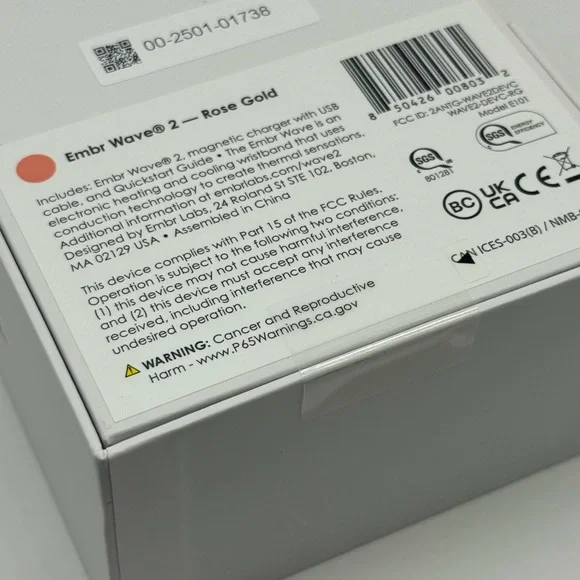 00-2501-01738
Embr Wave® 2 — Rose Gold
Includes: Embr Wave® 2, magnetic charger with USB
cable, and Quickstart Guide • The Embr Wave is an
electronic heating and cooling wristband that uses
conduction technology to create thermal sensations.
Additional information at embrlabs.com/wave2
Designed by Embr Labs, 24 Roland St STE 102, Boston,
MA 02129 USA • Assembled in China
This device complies with Part 15 of the FCC Rules.
Operation is subject to the following two conditions:
(1) this device may not cause harmful interference,
and (2) this device must accept any interference
received, including interference that may cause
undesired operation.
WARNING: Cancer and Reproductive
Harm - www.P65Warnings.ca.gov
8 50426 00803 2
FCC ID: 2ANTG-WAVE2DEVC
WAVE2-DEVC-RG
Model E101
SGS
801281
SGS ENERGY EFFICIENCY
BC UK CA CE
CAN ICES-003(B) / NMB-